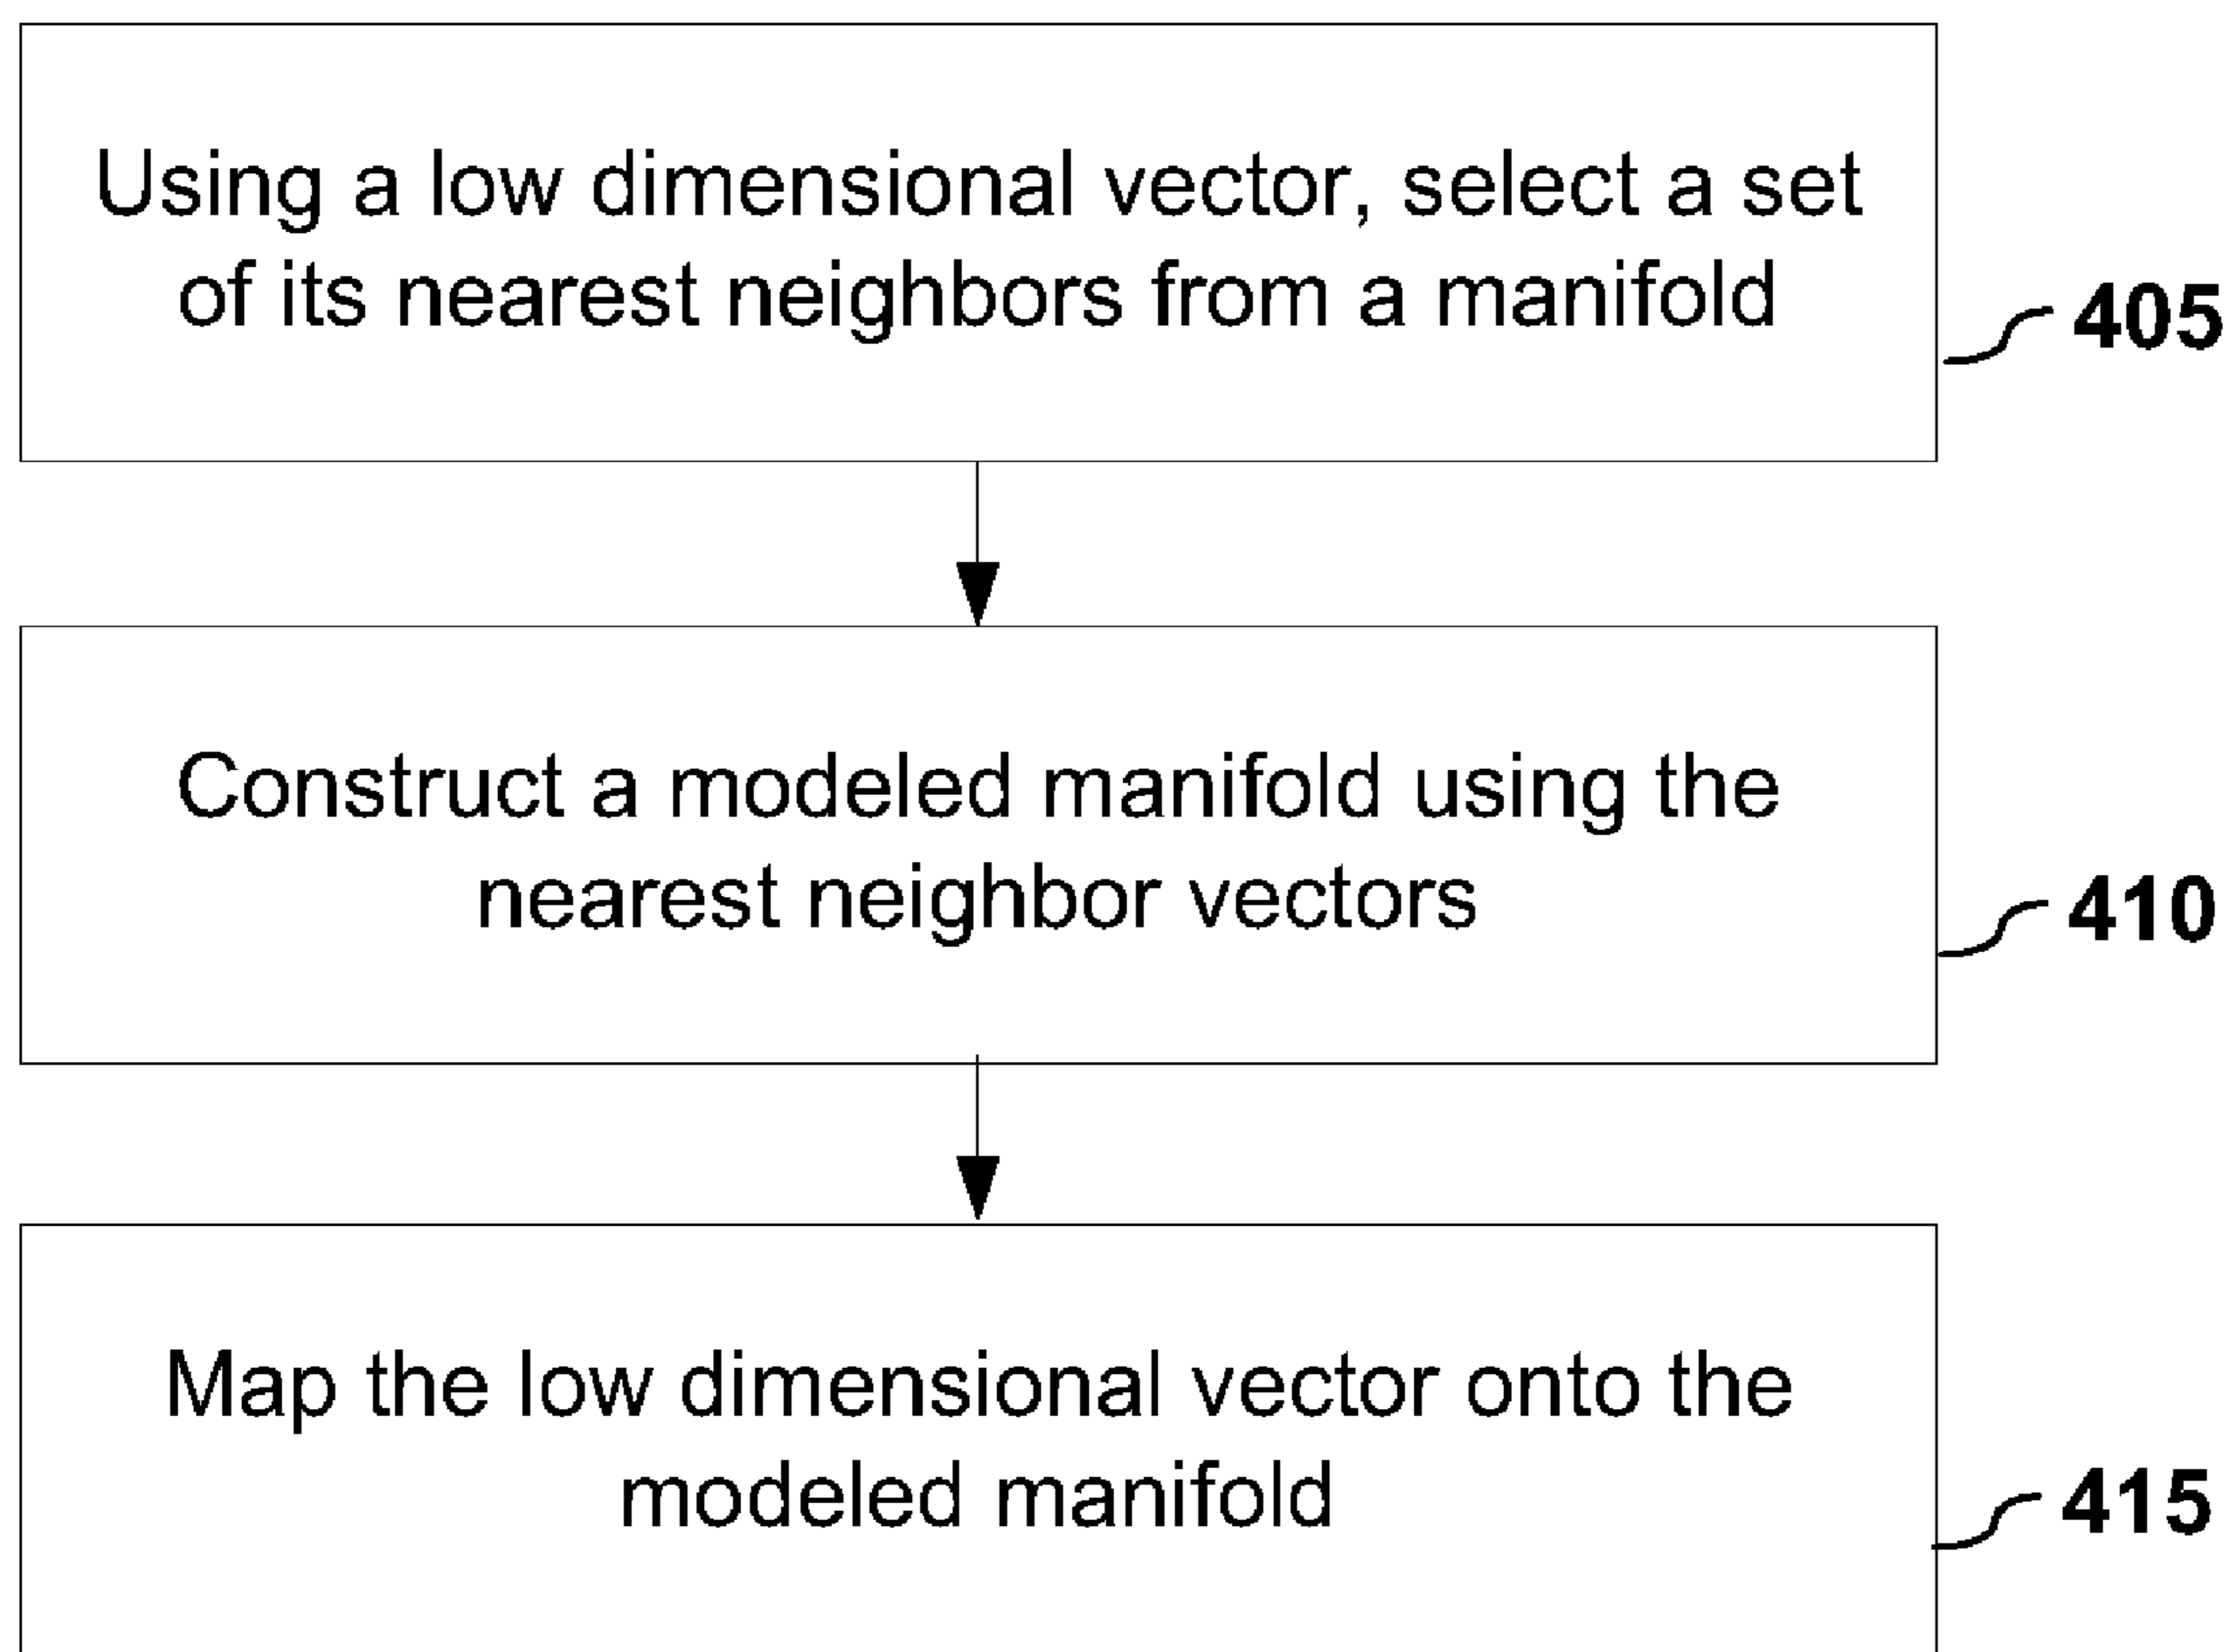 Using a low dimensional vector, select a set
of its nearest neighbors from a manifold
405
Construct a modeled manifold using the
nearest neighbor vectors
410
Map the low dimensional vector onto the
modeled manifold
415